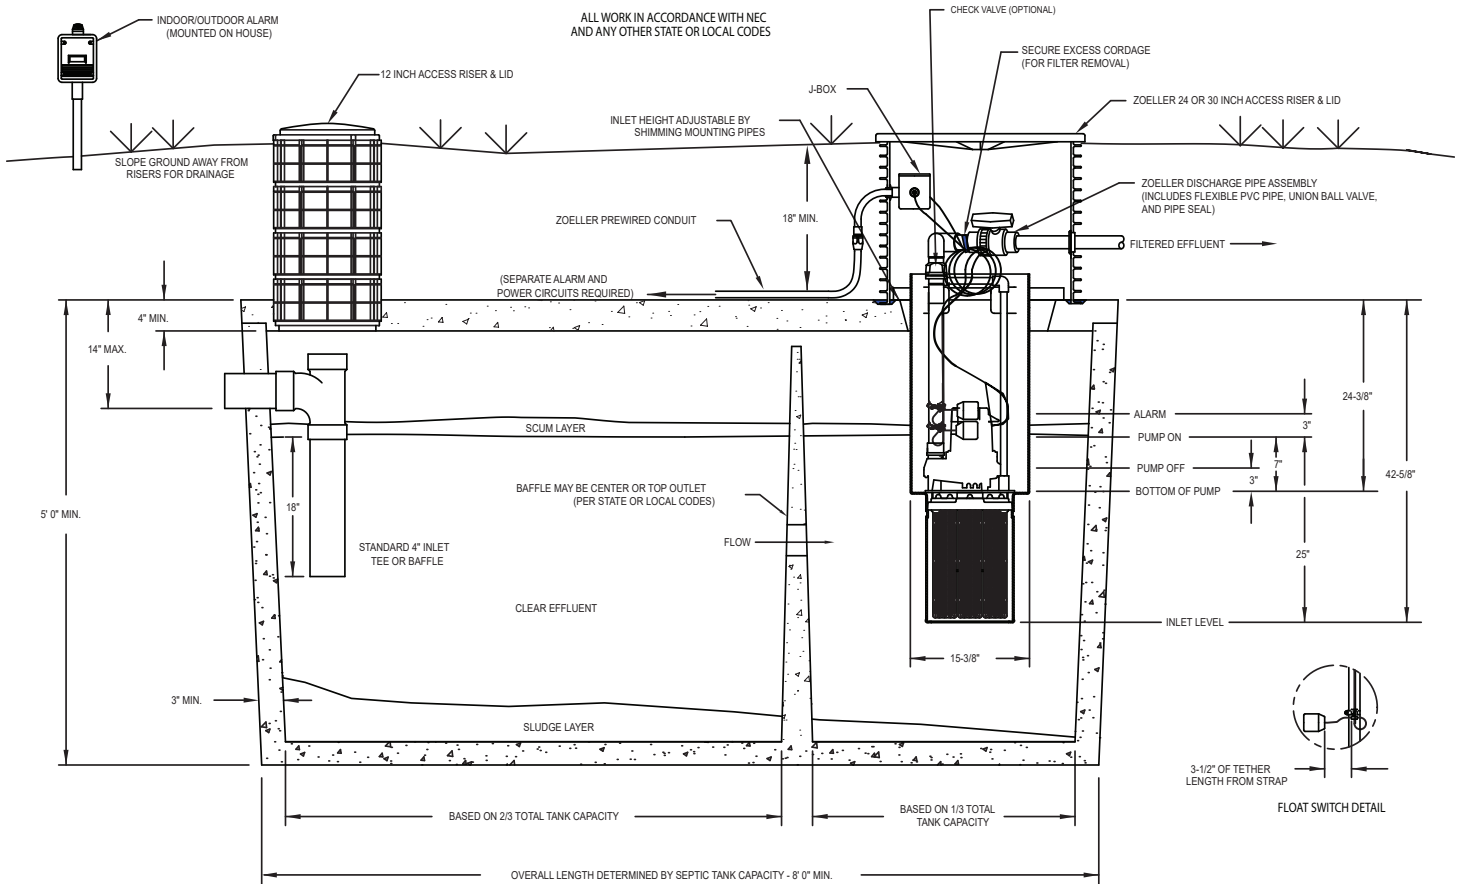 CHECK VALVE (OPTIONAL)
ALL WORK IN ACCORDANCE WITH NEC
AND ANY OTHER STATE OR LOCAL CODES
INDOOR/OUTDOOR ALARM
(MOUNTED ON HOUSE)
SECURE EXCESS CORDAGE
(FOR FILTER REMOVAL)
12 INCH ACCESS RISER & LID
J-BOX
ZOELLER 24 OR 30 INCH ACCESS RISER & LID
INLET HEIGHT ADJUSTABLE BY
SHIMMING MOUNTING PIPES
SLOPE GROUND AWAY FROM
RISERS FOR DRAINAGE
ZOELLER DISCHARGE PIPE ASSEMBLY
(INCLUDES FLEXIBLE PVC PIPE, UNION BALL VALVE,
AND PIPE SEAL)
ZOELLER PREWIRED CONDUIT
18" MIN.
FILTERED EFFLUENT
(SEPARATE ALARM AND
POWER CIRCUITS REQUIRED)
4" MIN.
14" MAX.
24-3/8"
ALARM
3"
SCUM LAYER
PUMP ON
PUMP OFF
7"
3"
42-5/8"
BOTTOM OF PUMP
BAFFLE MAY BE CENTER OR TOP OUTLET
(PER STATE OR LOCAL CODES)
18"
5' 0" MIN.
FLOW
STANDARD 4" INLET
TEE OR BAFFLE
25"
CLEAR EFFLUENT
INLET LEVEL
15-3/8"
3" MIN.
SLUDGE LAYER
3-1/2" OF TETHER
LENGTH FROM STRAP
FLOAT SWITCH DETAIL
BASED ON 2/3 TOTAL TANK CAPACITY
BASED ON 1/3 TOTAL
TANK CAPACITY
OVERALL LENGTH DETERMINED BY SEPTIC TANK CAPACITY - 8' 0" MIN.